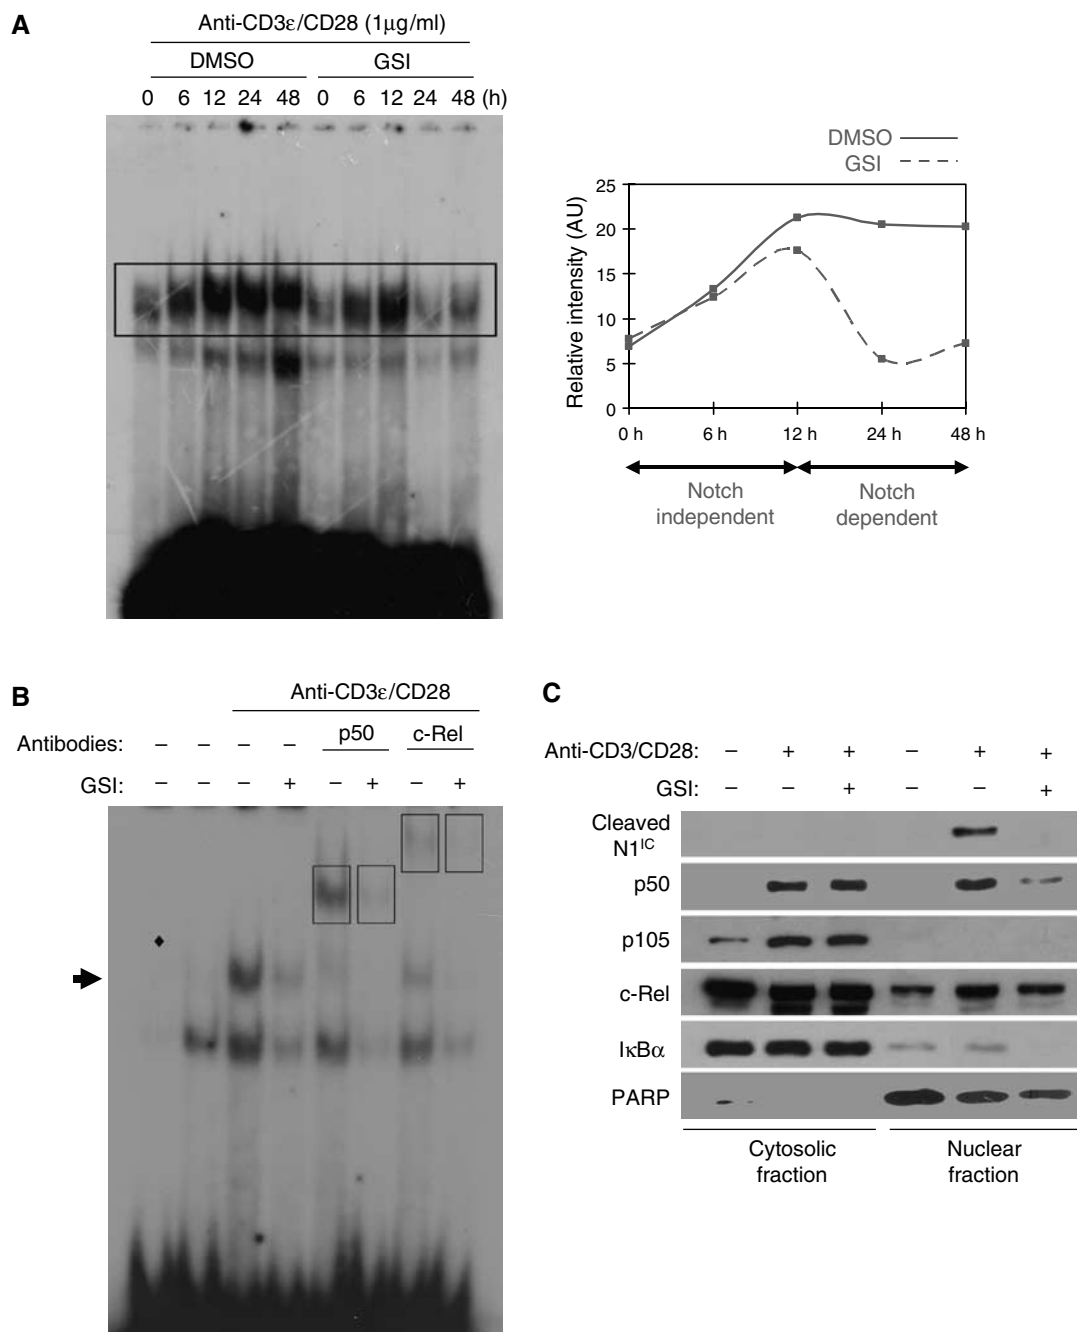 A
Anti-CD3ε/CD28 (1μg/ml)
DMSO GSI
0 6 12 24 48 0 6 12 24 48 (h)
DMSO
GSI
Relative intensity (AU)
25
20
15
10
5
0
0 h 6 h 12 h 24 h 48 h
Notch independent
Notch dependent
B
Anti-CD3ε/CD28
p50 c-Rel
Antibodies: – – – –
GSI: – – – + – + – +
C
Anti-CD3/CD28: – + + – + +
GSI: – – + – – +
Cleaved
N1IC
p50
p105
c-Rel
IκBα
PARP
Cytosolic fraction
Nuclear fraction